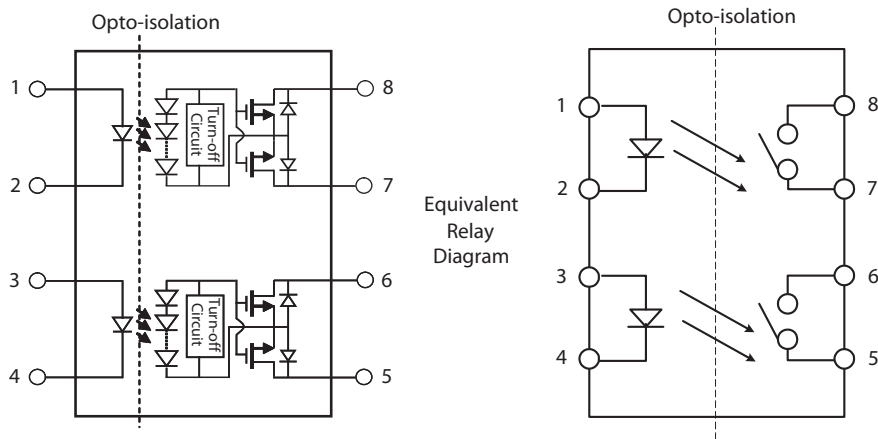 Opto-isolation
1
2
3
4
Turn-off
Circuit
Turn-off
Circuit
8
7
6
5
Equivalent
Relay
Diagram
Opto-isolation
1
2
3
4
8
7
6
5